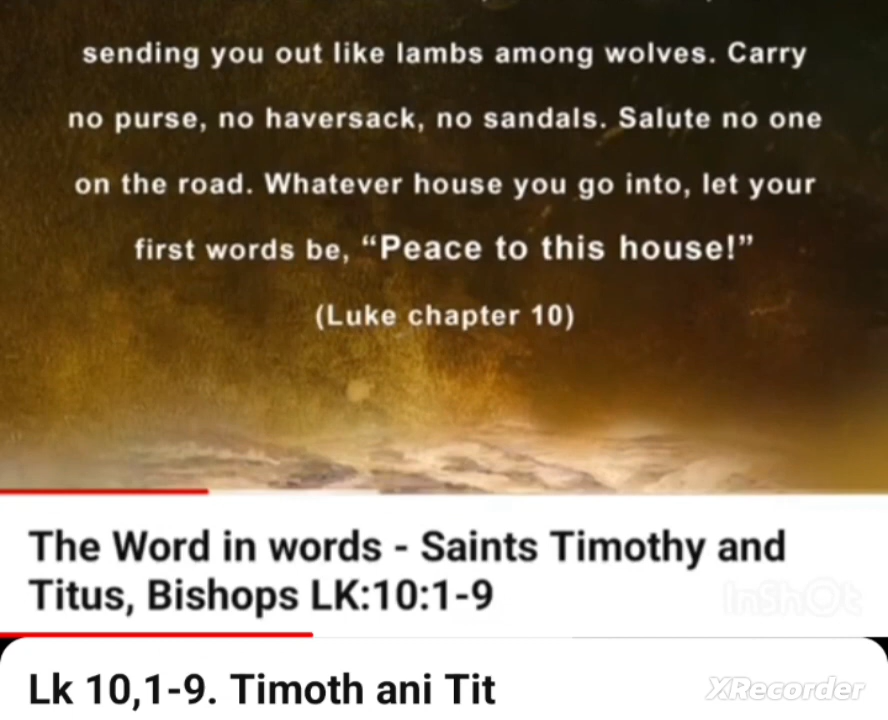 sending you out like lambs among wolves. Carry
no purse, no haversack, no sandals. Salute no one
on the road. Whatever house you go into, let your
first words be, “Peace to this house!”
(Luke chapter 10)
The Word in words - Saints Timothy and
Titus, Bishops LK:10:1-9
InShOt
Lk 10,1-9. Timoth ani Tit
XRecorder